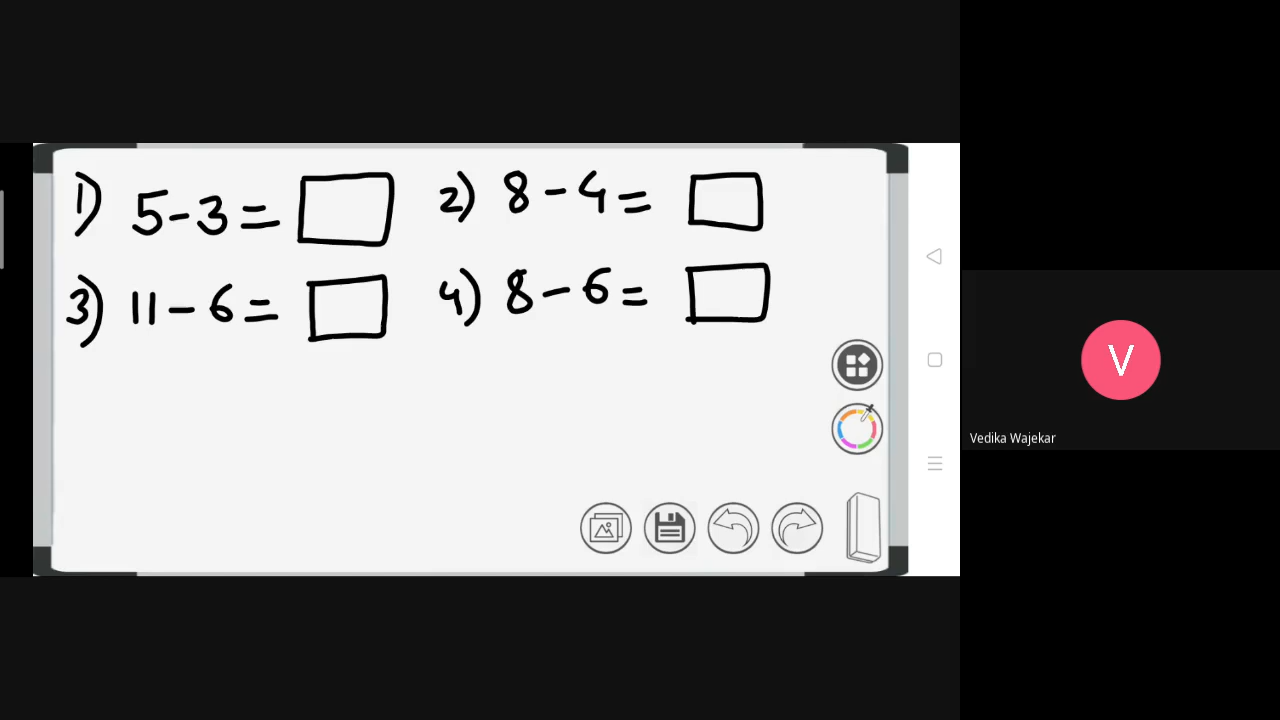 1) 5-3= 2) 8-4=
3) 11-6= 4) 8-6=
V
Vedika Wajekar